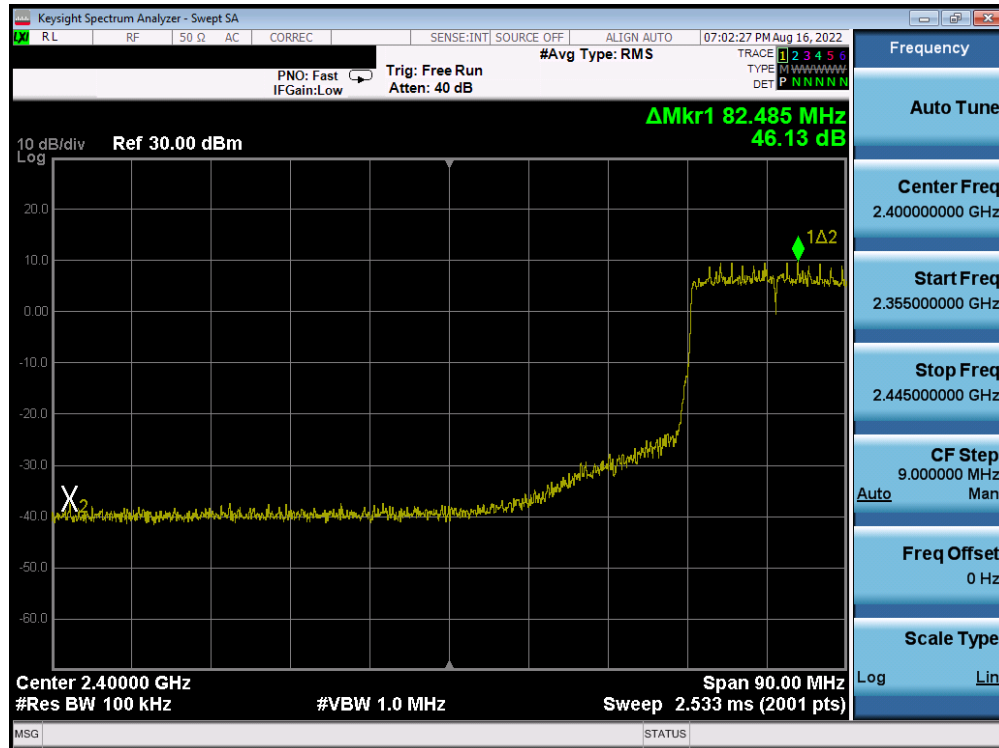 Keysight Spectrum Analyzer - Swept SA
LXI RL RF 50 Ω AC CORREC SENSE:INT SOURCE OFF ALIGN AUTO 07:02:27 PM Aug 16, 2022
PNO: Fast
IFGain:Low
Trig: Free Run
Atten: 40 dB
#Avg Type: RMS
TRACE 1 2 3 4 5 6
TYPE M WWWWW
DET P N N N N N
ΔMkr1 82.485 MHz
46.13 dB
10 dB/div
Log
Ref 30.00 dBm
20.0
10.0
0.00
-10.0
-20.0
-30.0
-40.0
-50.0
-60.0
1Δ2
X2
Center 2.40000 GHz
Span 90.00 MHz
#Res BW 100 kHz
#VBW 1.0 MHz
Sweep 2.533 ms (2001 pts)
MSG
STATUS
Frequency
Auto Tune
Center Freq
2.400000000 GHz
Start Freq
2.355000000 GHz
Stop Freq
2.445000000 GHz
CF Step
9.000000 MHz
Auto Man
Freq Offset
0 Hz
Scale Type
Log Lin